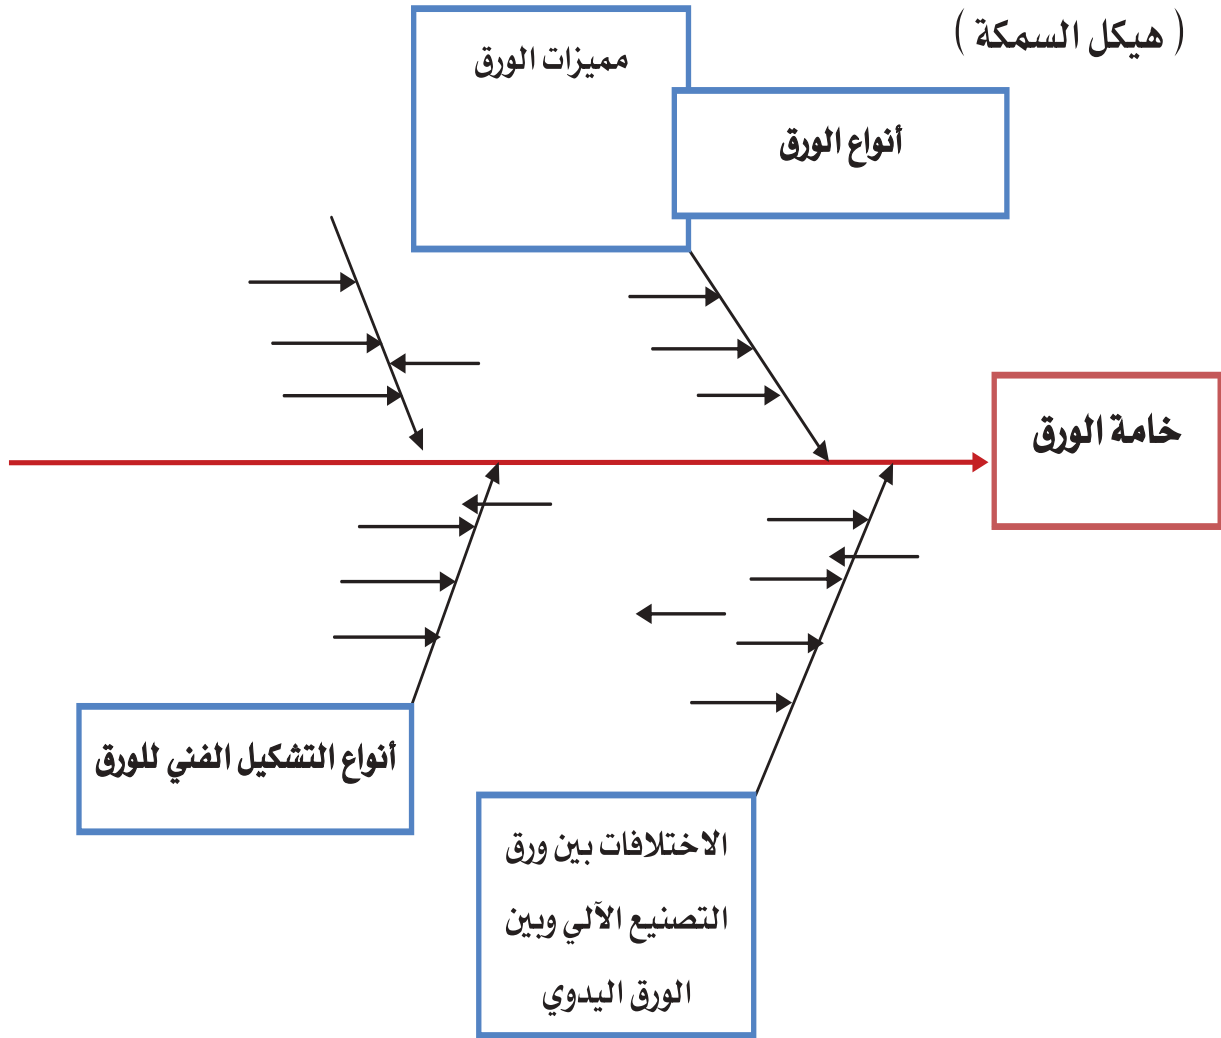 ( هيكل السمكة )
مميزات الورق
أنواع الورق
خامة الورق
أنواع التشكيل الفني للورق
الاختلافات بين ورق
التصنيع الآلي وبين
الورق اليدوي